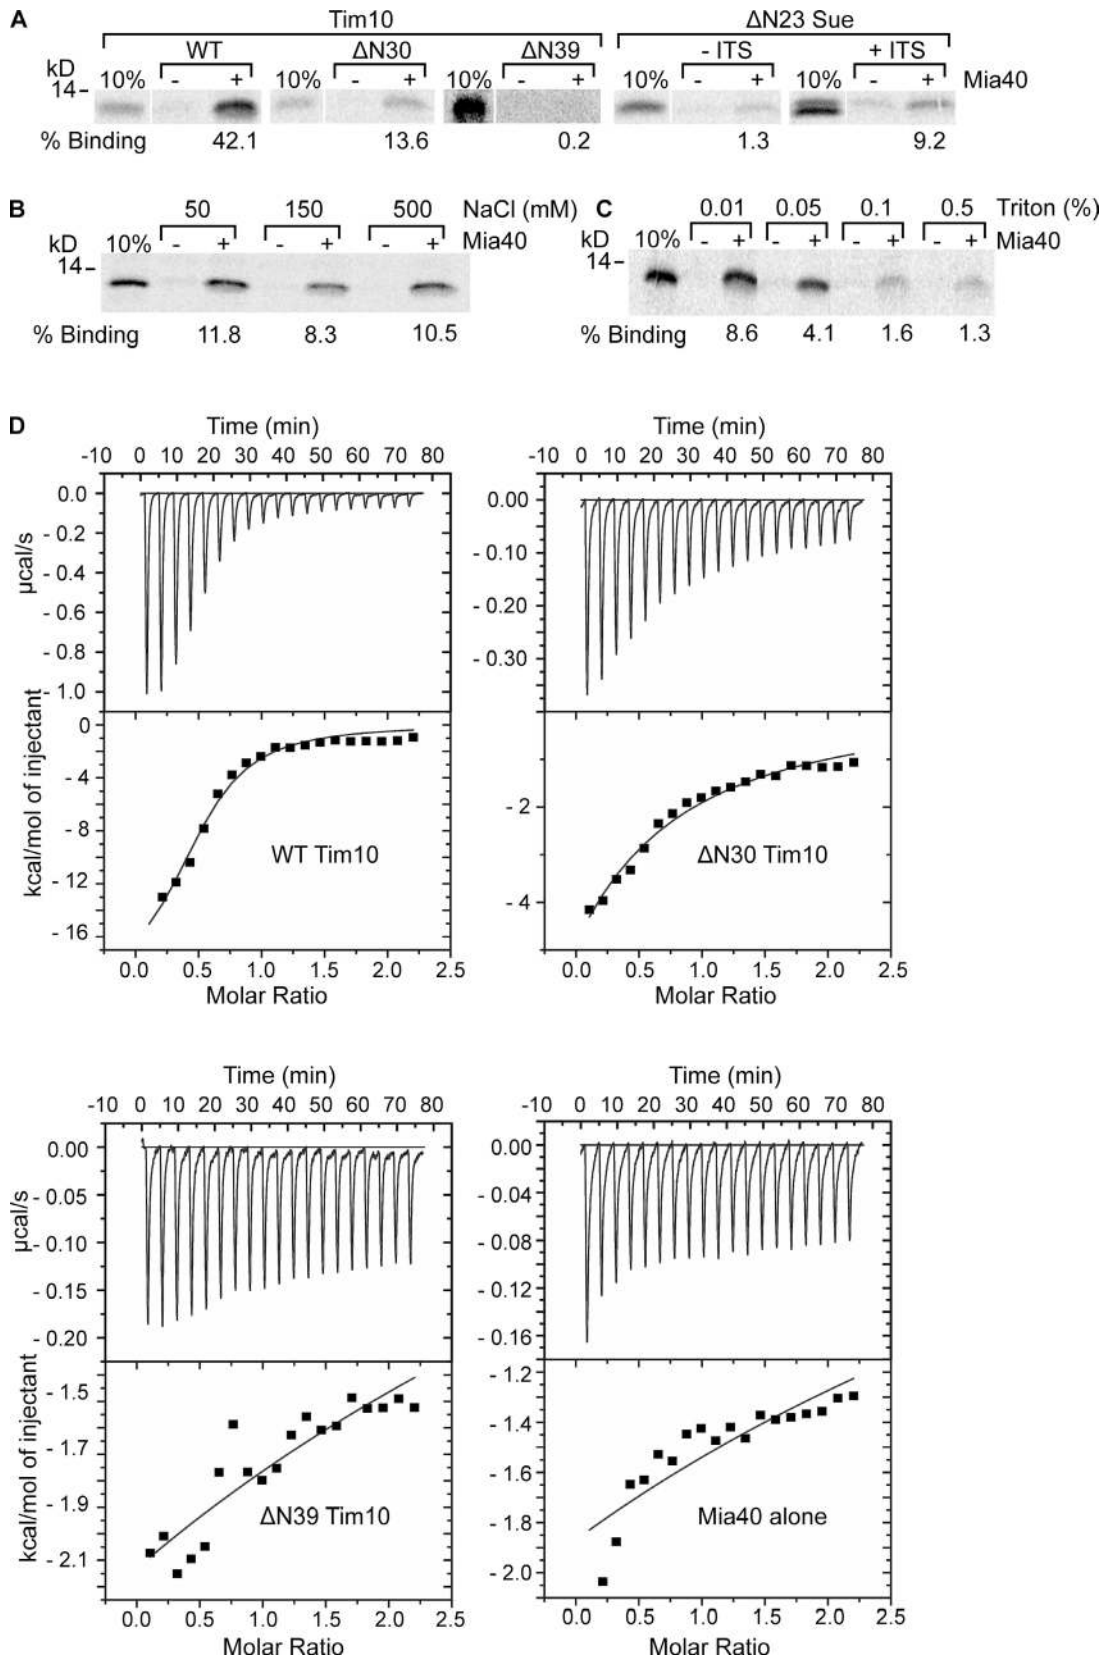 A Tim10 ΔN23 Sue
WT ΔN30 ΔN39 - ITS + ITS
kD 10% - + 10% - + 10% - + 10% - + 10% - + Mia40
14
% Binding 42.1 13.6 0.2 1.3 9.2
B 50 150 500 NaCl (mM)
kD 10% - + - + - + Mia40
14
% Binding 11.8 8.3 10.5
C 0.01 0.05 0.1 0.5 Triton (%)
kD 10% - + - + - + - + Mia40
14
% Binding 8.6 4.1 1.6 1.3
D
Time (min)
-10 0 10 20 30 40 50 60 70 80
µcal/s
0.0
- 0.2
- 0.4
- 0.6
- 0.8
- 1.0
kcal/mol of injectant
0
- 4
- 8
- 12
- 16
WT Tim10
0.0 0.5 1.0 1.5 2.0 2.5
Molar Ratio
Time (min)
-10 0 10 20 30 40 50 60 70 80
0.00
- 0.10
- 0.20
- 0.30
- 2
- 4
ΔN30 Tim10
0.0 0.5 1.0 1.5 2.0 2.5
Molar Ratio
Time (min)
-10 0 10 20 30 40 50 60 70 80
µcal/s
0.00
- 0.05
- 0.10
- 0.15
- 0.20
kcal/mol of injectant
- 1.5
- 1.7
- 1.9
- 2.1
ΔN39 Tim10
0.0 0.5 1.0 1.5 2.0 2.5
Molar Ratio
Time (min)
-10 0 10 20 30 40 50 60 70 80
0.00
- 0.04
- 0.08
- 0.12
- 0.16
- 1.2
- 1.4
- 1.6
- 1.8
- 2.0
Mia40 alone
0.0 0.5 1.0 1.5 2.0 2.5
Molar Ratio